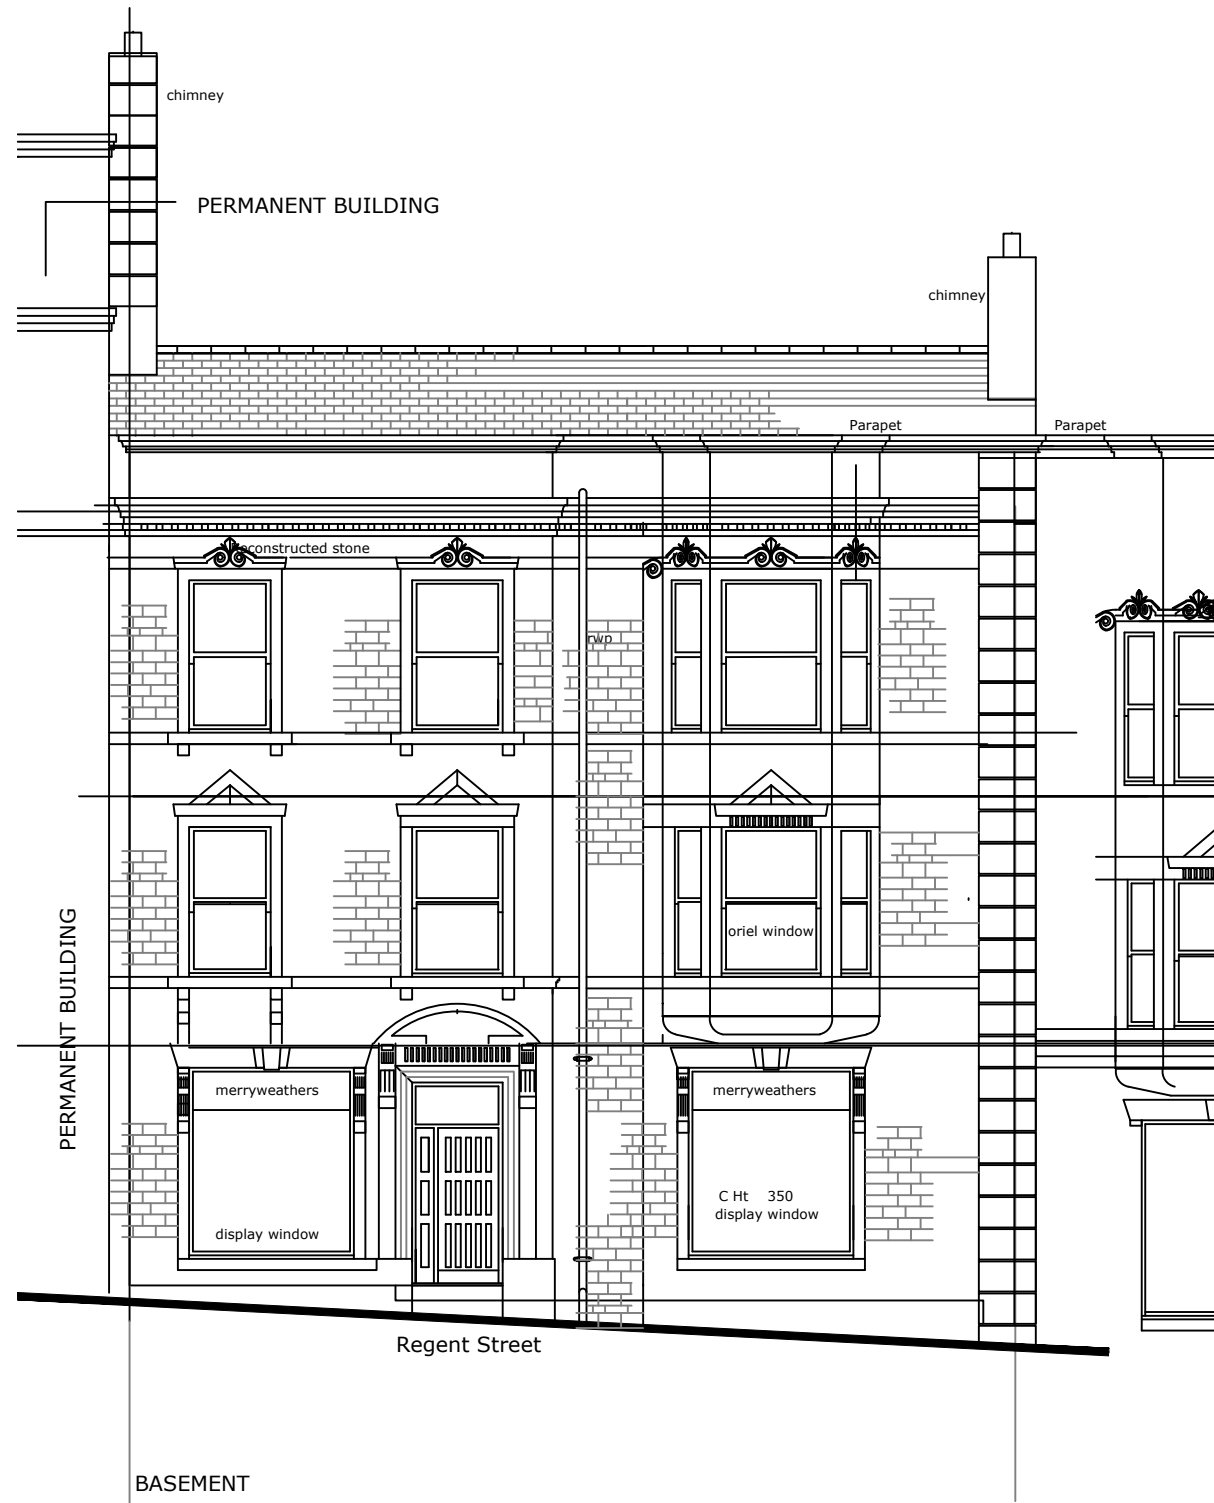 chimney
PERMANENT BUILDING
chimney
Parapet
Parapet
Reconstructed stone
rwp
oriel window
PERMANENT BUILDING
merryweathers
merryweathers
C Ht 350
display window
display window
Regent Street
BASEMENT